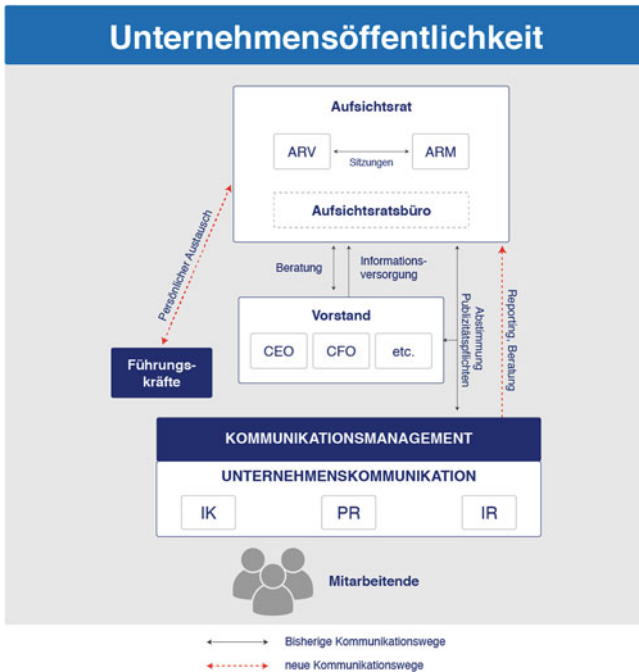 Unternehmensöffentlichkeit
Aufsichtsrat
ARV
ARM
Sitzungen
Aufsichtsratsbüro
Persönlicher Austausch
Beratung
Informations-
versorgung
Abstimmung
Publizitätspflichten
Reporting, Beratung
Vorstand
CEO
CFO
etc.
Führungs-
kräfte
KOMMUNIKATIONSMANAGEMENT
UNTERNEHMENSKOMMUNIKATION
IK
PR
IR
Mitarbeitende
Bisherige Kommunikationswege
neue Kommunikationswege